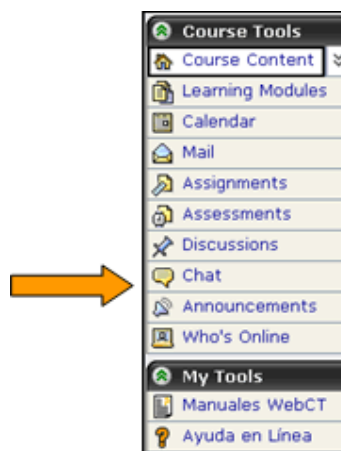 Course Tools
Course Content
Learning Modules
Calendar
Mail
Assignments
Assessments
Discussions
Chat
Announcements
Who's Online
My Tools
Manuales WebCT
Ayuda en Línea